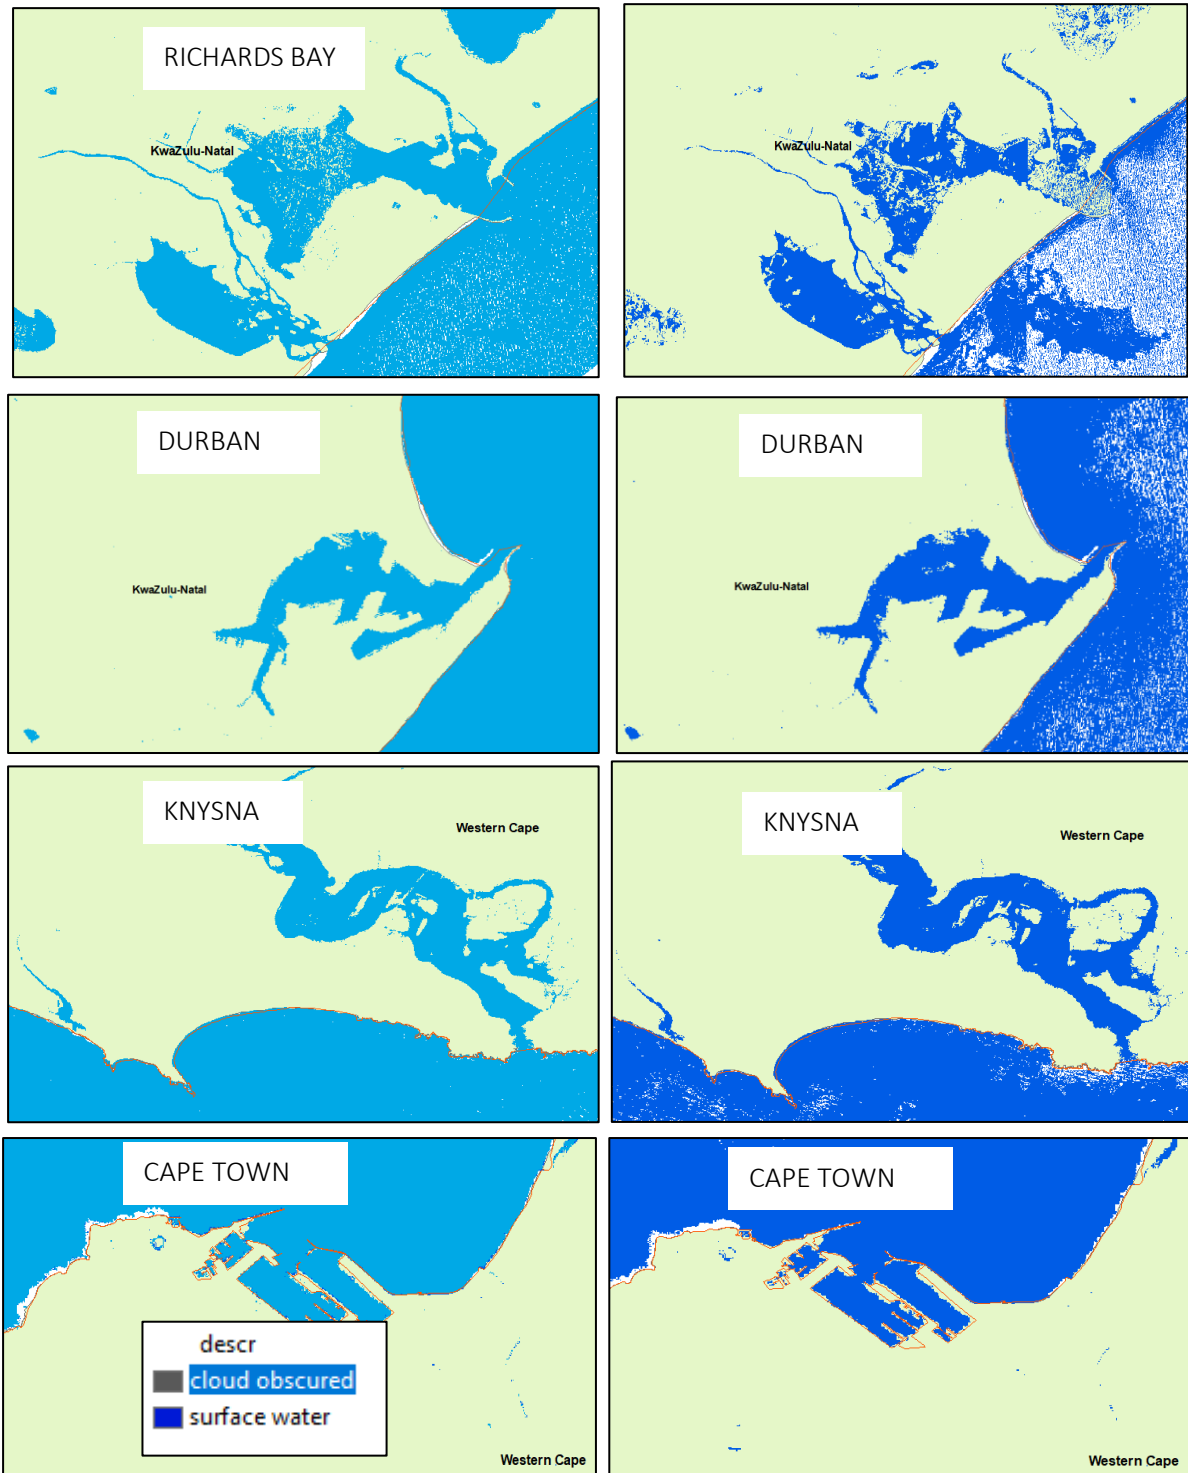 RICHARDS BAY
KwaZulu-Natal
KwaZulu-Natal
DURBAN
DURBAN
KwaZulu-Natal
KwaZulu-Natal
KNYSNA
KNYSNA
Western Cape
Western Cape
CAPE TOWN
CAPE TOWN
descr
cloud obscured
surface water
Western Cape
Western Cape